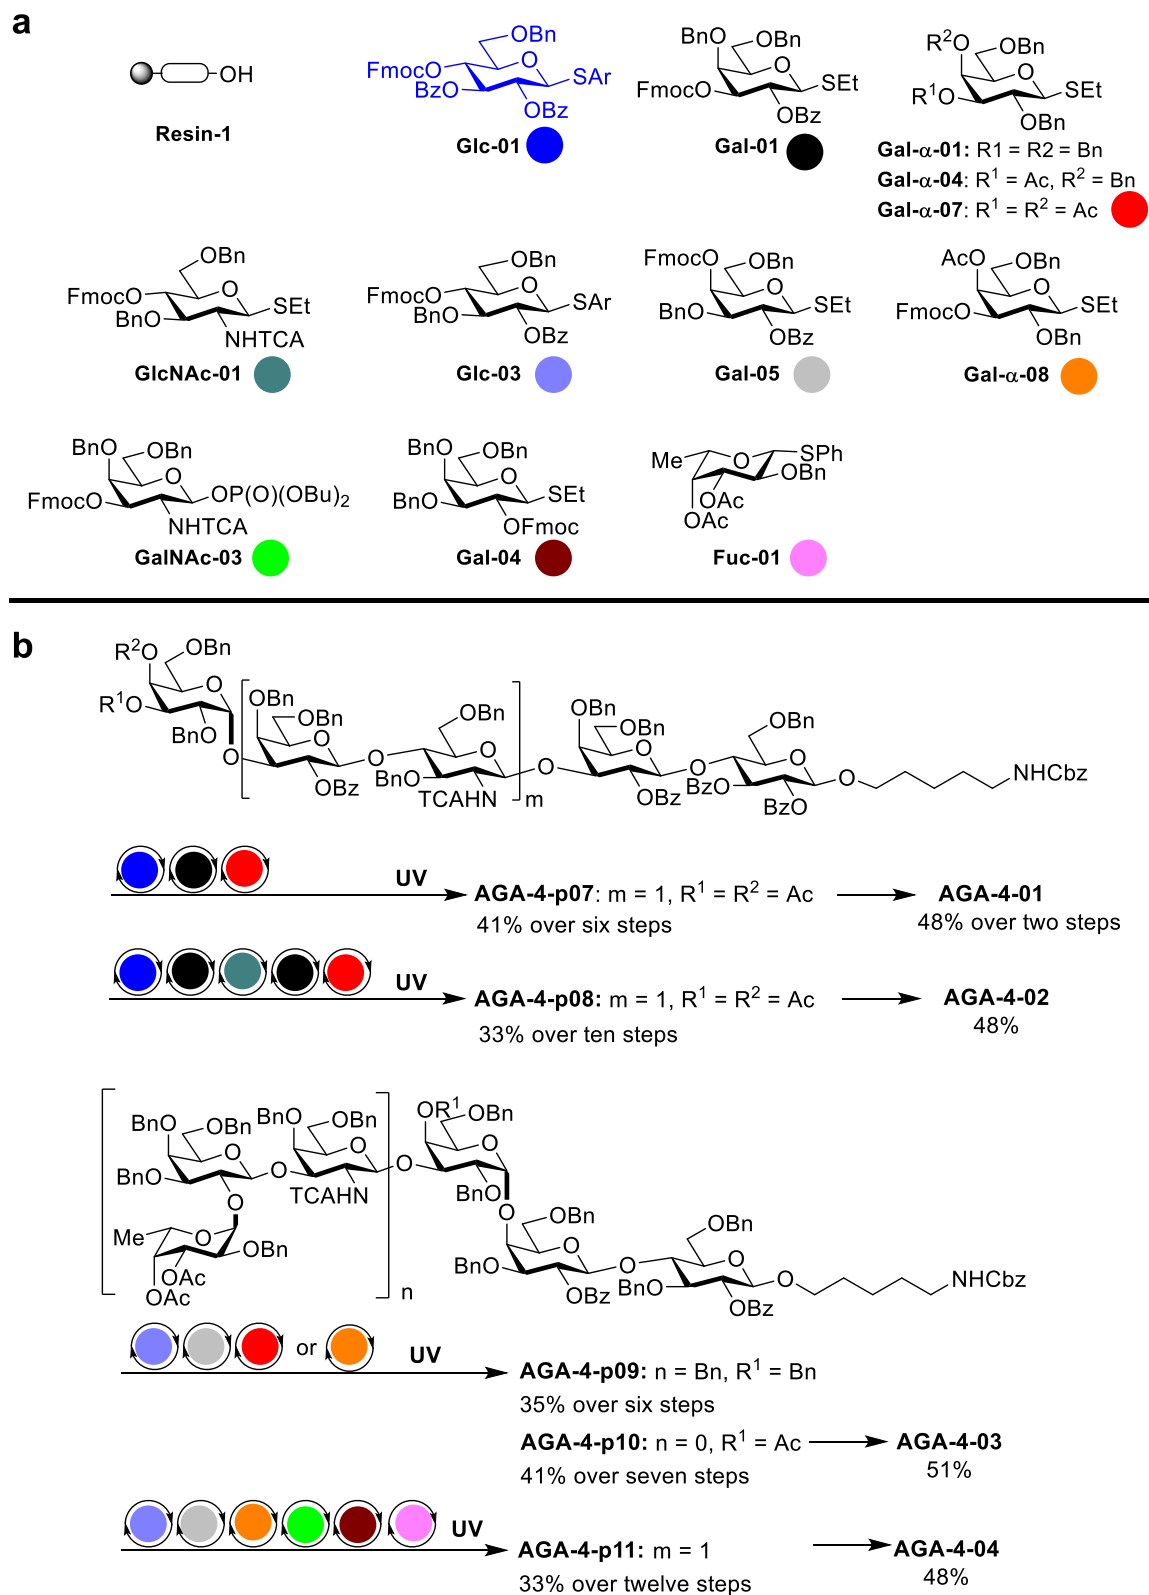 a
OH
Resin-1
OBn
FmocO
BzO
O
SAr
OBz
Glc-01
BnO OBn
FmocO
O
SEt
OBz
Gal-01
R²O OBn
R¹O
O
SEt
OBn
Gal-α-01: R1 = R2 = Bn
Gal-α-04: R¹ = Ac, R² = Bn
Gal-α-07: R¹ = R² = Ac
OBn
FmocO
BnO
O
SEt
NHTCA
GlcNAc-01
OBn
FmocO
BnO
O
SAr
OBz
Glc-03
FmocO OBn
BnO
O
SEt
OBz
Gal-05
AcO OBn
FmocO
O
SEt
OBn
Gal-α-08
BnO OBn
FmocO
O
OP(O)(OBu)₂
NHTCA
GalNAc-03
BnO OBn
BnO
O
SEt
OFmoc
Gal-04
Me
O
SPh
OBn
OAc
OAc
Fuc-01
b
R²O OBn
R¹O
O
BnO
O
OBn
OBn
O
OBz
O
OBn
O
BnO
TCAHN
m
O
OBn
OBn
O
OBz
O
OBn
O
BzO
BzO
O
NHCbz
UV
AGA-4-p07: m = 1, R¹ = R² = Ac
AGA-4-01
41% over six steps
48% over two steps
UV
AGA-4-p08: m = 1, R¹ = R² = Ac
AGA-4-02
33% over ten steps
48%
BnO OBn
BnO
O
O
BnO OBn
O
TCAHN
O
Me
O
OBn
OAc
OAc
n
OR¹
OBn
O
BnO
O
OBn
BnO
O
OBz
O
OBn
BnO
O
OBz
O
NHCbz
or
UV
AGA-4-p09: n = Bn, R¹ = Bn
35% over six steps
AGA-4-p10: n = 0, R¹ = Ac
AGA-4-03
41% over seven steps
51%
UV
AGA-4-p11: m = 1
AGA-4-04
33% over twelve steps
48%